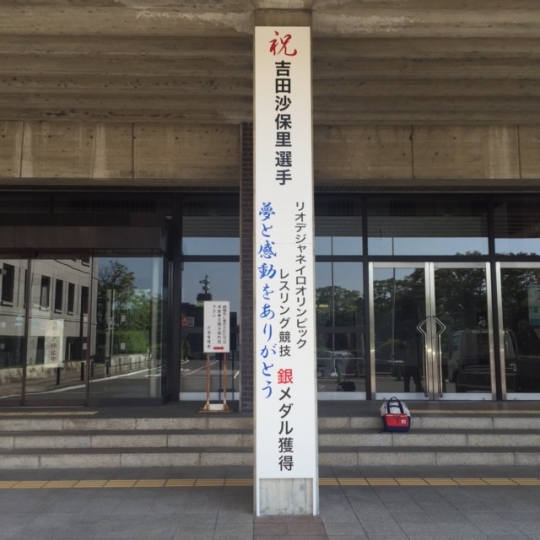 祝
吉田沙保里選手
リオデジャネイロオリンピック
レスリング競技 銀メダル獲得
夢と感動をありがとう